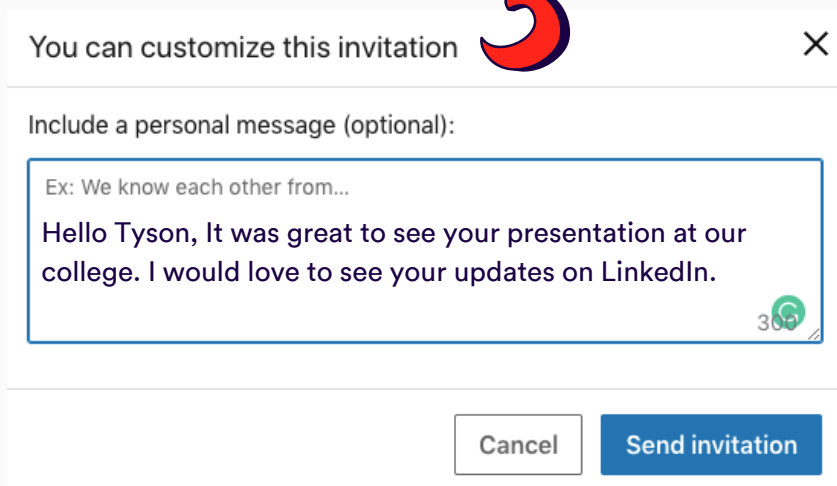 You can customize this invitation
Include a personal message (optional):
Ex: We know each other from...
Hello Tyson, It was great to see your presentation at our
college. I would love to see your updates on LinkedIn.
300
Cancel
Send invitation